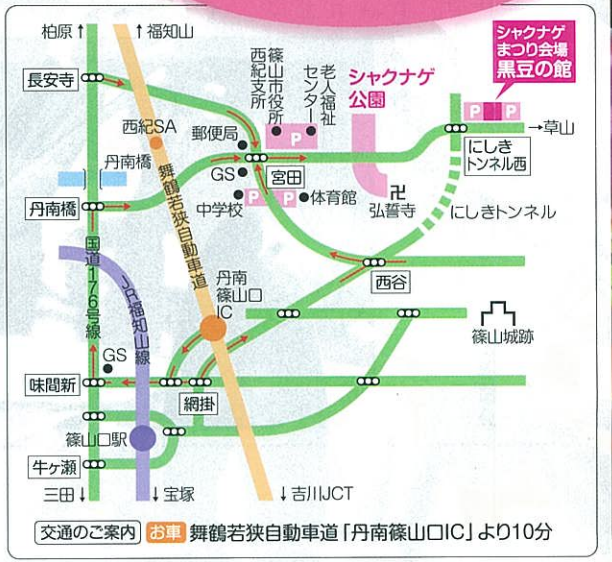 柏原↑
↑福知山
シャクナゲ
まつり会場
黒豆の館
長安寺
篠山市役所
西紀支所
老人福祉
センター
シャクナゲ
公園
P P
→草山
西紀SA
郵便局
P
にしき
トンネル西
丹南橋
GS
宮田
丹南橋
中学校
P P
体育館
卍
弘誓寺
にしきトンネル
舞鶴若狭自動車道
国道176号線
JR福知山線
西谷
丹南
篠山口
IC
篠山城跡
GS
味間新
網掛
篠山口駅
牛ヶ瀬
三田↓
↓宝塚
↓吉川JCT
交通のご案内 お車 舞鶴若狭自動車道「丹南篠山口IC」より10分